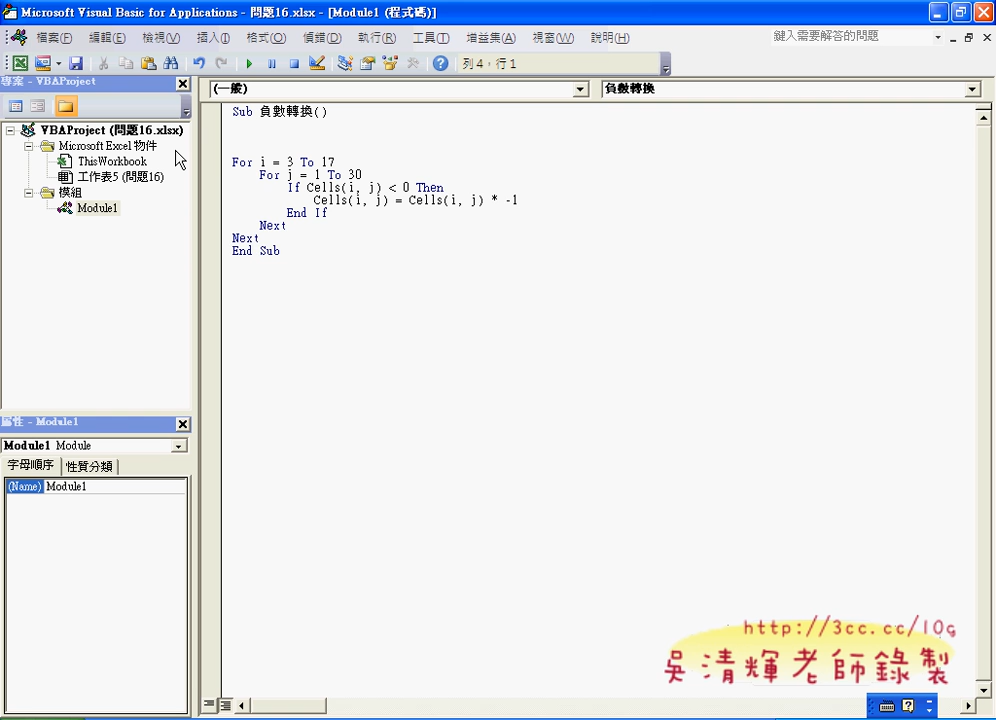 Microsoft Visual Basic for Applications - 問題16.xlsx - [Module1 (程式碼)]
檔案(F) 編輯(E) 檢視(V) 插入(I) 格式(O) 偵錯(D) 執行(R) 工具(T) 增益集(A) 視窗(W) 說明(H) 鍵入需要解答的問題
列 4，行 1
專案 - VBAProject
(一般) 負數轉換
VBAProject (問題16.xlsx)
Microsoft Excel 物件
ThisWorkbook
工作表5 (問題16)
模組
Module1
Sub 負數轉換()
For i = 3 To 17
For j = 1 To 30
If Cells(i, j) < 0 Then
Cells(i, j) = Cells(i, j) * -1
End If
Next
Next
End Sub
屬性 - Module1
Module1 Module
字母順序 性質分類
(Name) Module1
http://3cc.cc/10g
吳清輝老師錄製